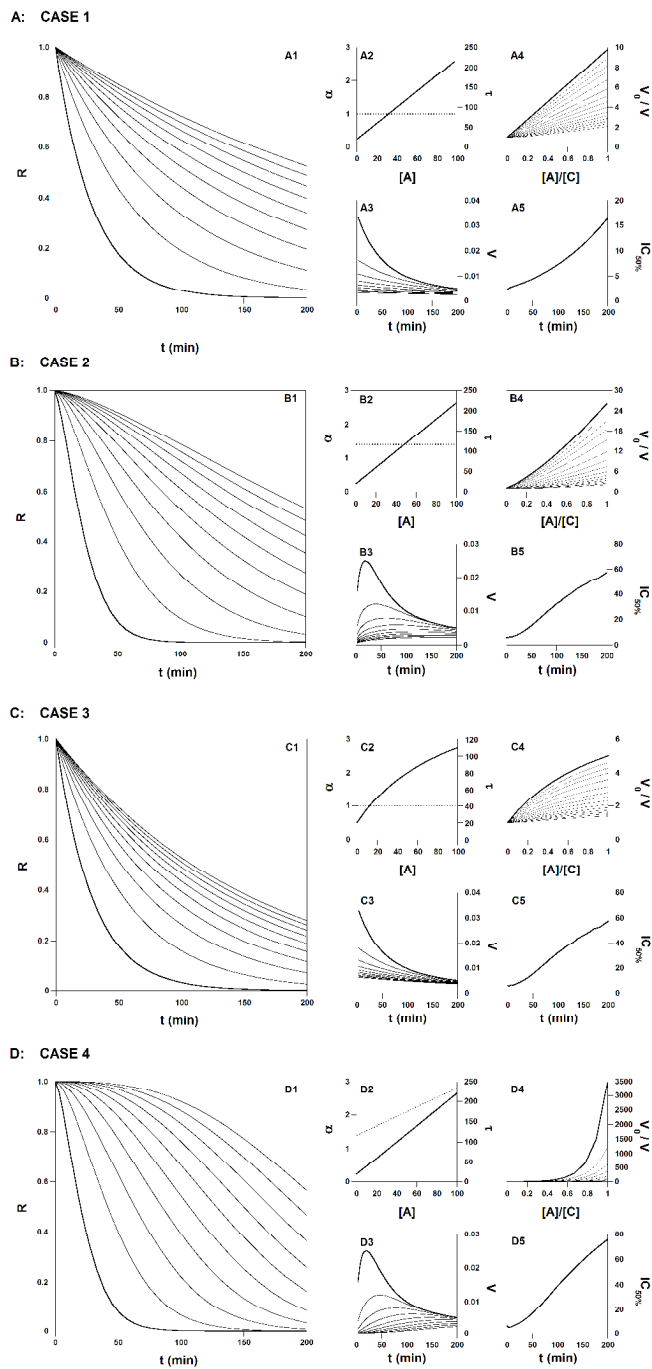 A: CASE 1
A1
R
1.0
0.8
0.6
0.4
0.2
0
0 50 100 150 200
t (min)
A2
α
3
2
1
0
250
200
150
100
50
0
τ
0 20 40 60 80 100
[A]
A4
10
8
6
4
2
0
V0 / V
0 0.2 0.4 0.6 0.8 1
[A]/[C]
A3
0.04
0.03
0.02
0.01
0
V
0 50 100 150 200
t (min)
A5
20
15
10
5
0
IC50%
0 50 100 150 200
t (min)
B: CASE 2
B1
R
1.0
0.8
0.6
0.4
0.2
0
0 50 100 150 200
t (min)
B2
α
3
2
1
0
250
200
150
100
50
0
τ
0 20 40 60 80 100
[A]
B4
30
24
18
12
6
0
V0 / V
0 0.2 0.4 0.6 0.8 1
[A]/[C]
B3
0.03
0.02
0.01
0
V
0 50 100 150 200
t (min)
B5
80
60
40
20
0
IC50%
0 50 100 150 200
t (min)
C: CASE 3
C1
R
1.0
0.8
0.6
0.4
0.2
0
0 50 100 150 200
t (min)
C2
α
3
2
1
0
120
100
80
60
40
20
0
τ
0 20 40 60 80 100
[A]
C4
6
4
2
0
V0 / V
0 0.2 0.4 0.6 0.8 1
[A]/[C]
C3
0.04
0.03
0.02
0.01
0
V
0 50 100 150 200
t (min)
C5
80
60
40
20
0
IC50%
0 50 100 150 200
t (min)
D: CASE 4
D1
R
1.0
0.8
0.6
0.4
0.2
0
0 50 100 150 200
t (min)
D2
α
3
2
1
0
250
200
150
100
50
0
τ
0 20 40 60 80 100
[A]
D4
3500
3000
2500
2000
1500
1000
500
0
V0 / V
0 0.2 0.4 0.6 0.8 1
[A]/[C]
D3
0.03
0.02
0.01
0
V
0 50 100 150 200
t (min)
D5
80
60
40
20
0
IC50%
0 50 100 150 200
t (min)